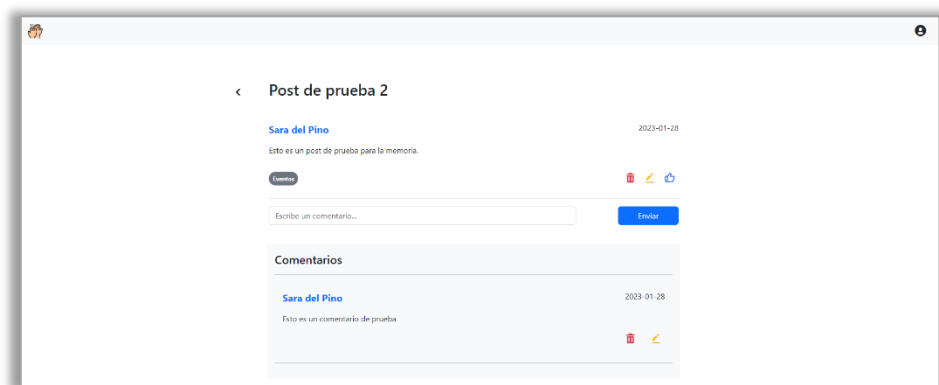 Post de prueba 2
Sara del Pino 2023-01-28
Esto es un post de prueba para la memoria.
Eventos
Escribe un comentario... Enviar
Comentarios
Sara del Pino 2023-01-28
Esto es un comentario de prueba